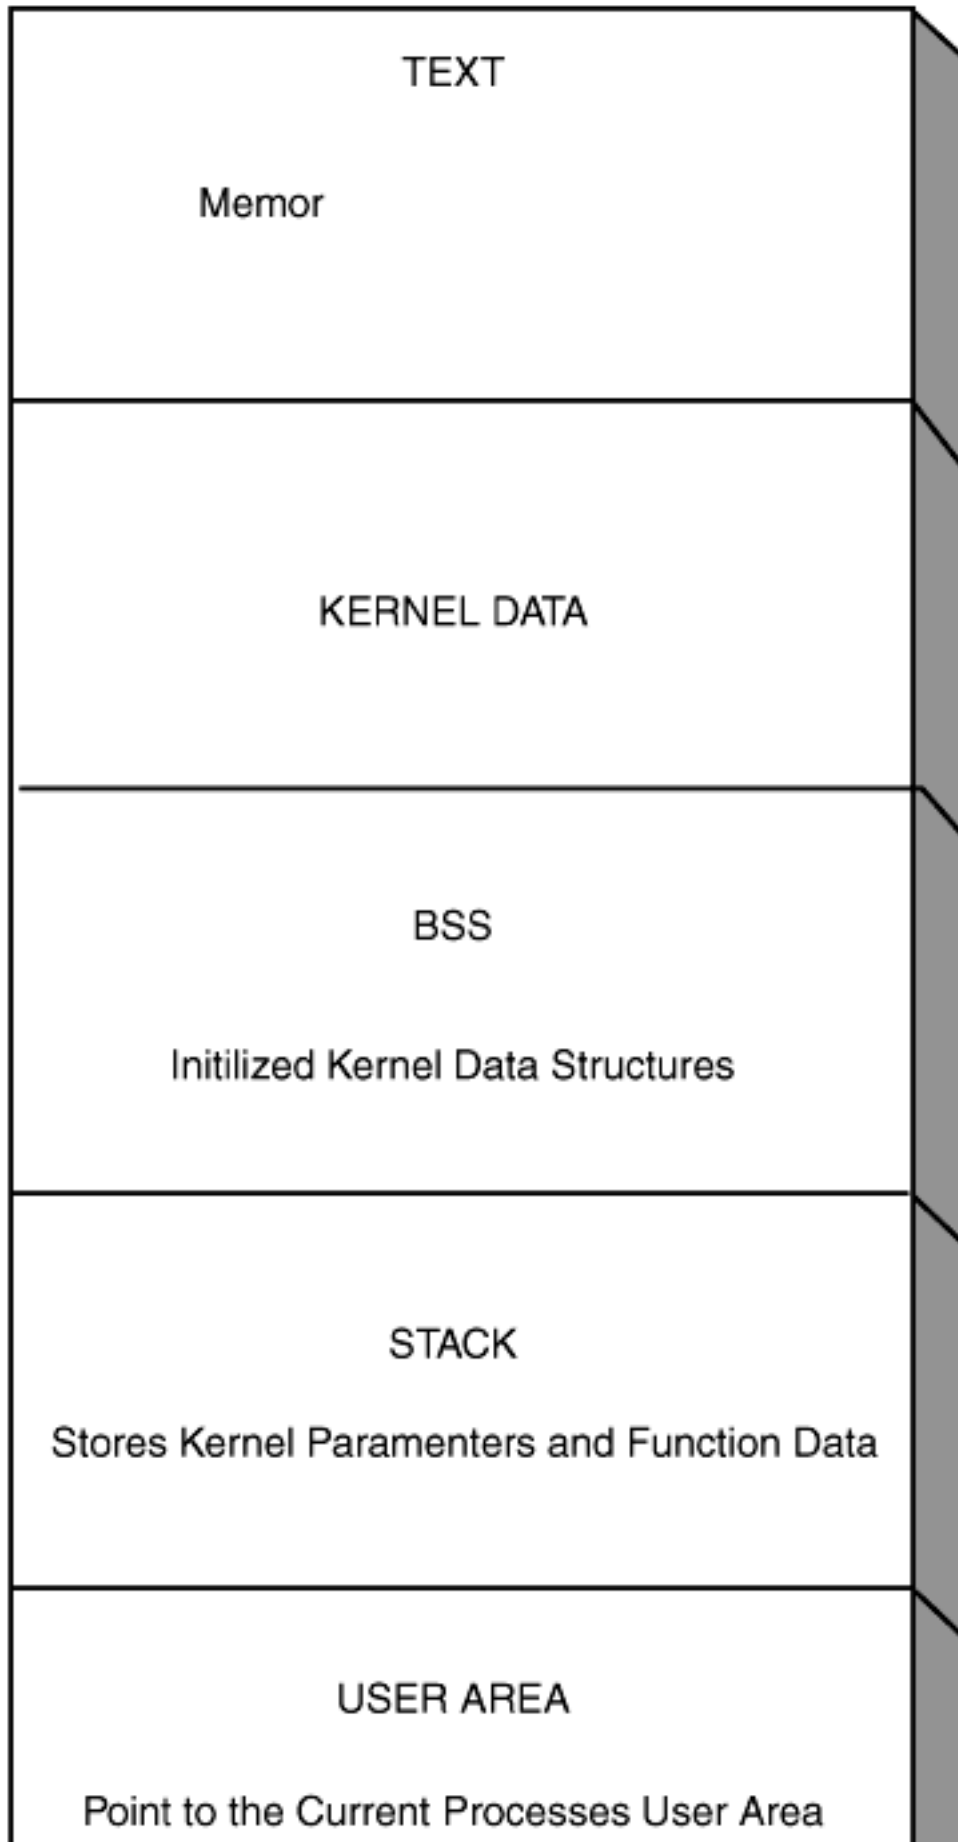 TEXT
Memor
KERNEL DATA
BSS
Initilized Kernel Data Structures
STACK
Stores Kernel Paramenters and Function Data
USER AREA
Point to the Current Processes User Area